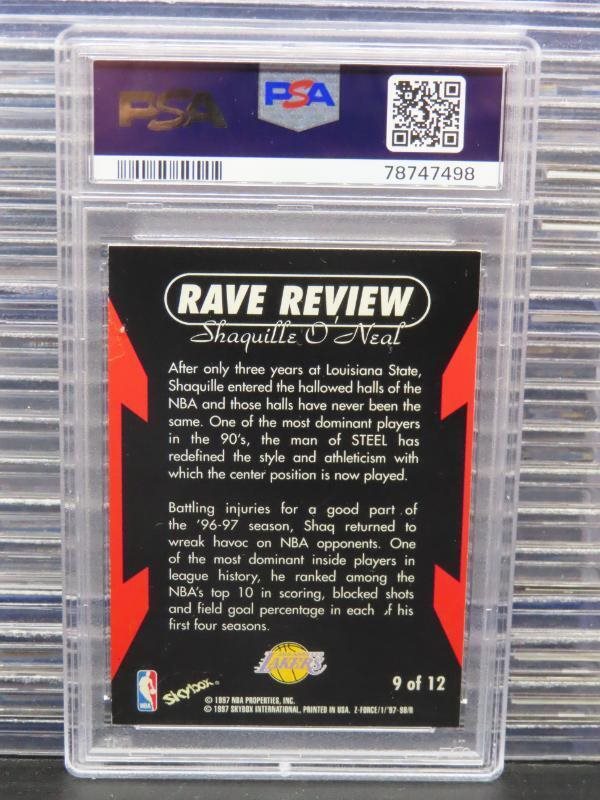 PSA PSA
78747498
RAVE REVIEW
Shaquille O'Neal
After only three years at Louisiana State,
Shaquille entered the hallowed halls of the
NBA and those halls have never been the
same. One of the most dominant players
in the 90's, the man of STEEL has
redefined the style and athleticism with
which the center position is now played.
Battling injuries for a good part of
the '96-97 season, Shaq returned to
wreak havoc on NBA opponents. One
of the most dominant inside players in
league history, he ranked among the
NBA's top 10 in scoring, blocked shots
and field goal percentage in each of his
first four seasons.
LAKERS
9 of 12
NBA
SKYBOX®
© 1997 NBA PROPERTIES, INC.
© 1997 SKYBOX INTERNATIONAL, PRINTED IN USA. Z-FORCE/1/'97-98/R